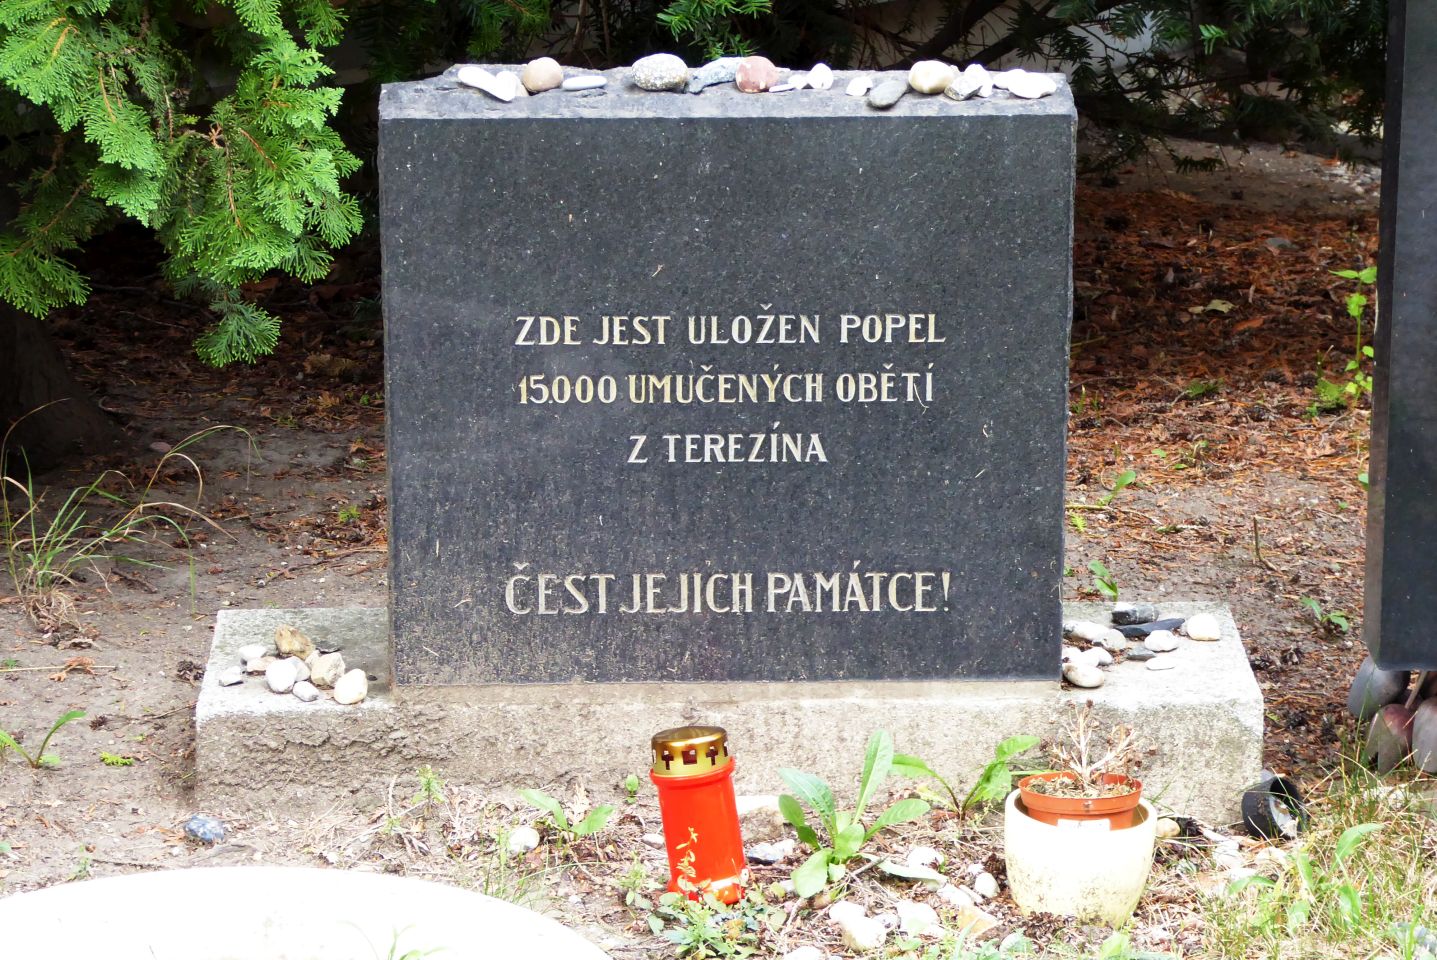 ZDE JEST ULOŽEN POPEL
15000 UMUČENÝCH OBĚTÍ
Z TEREZÍNA
ČEST JEJICH PAMÁTCE!